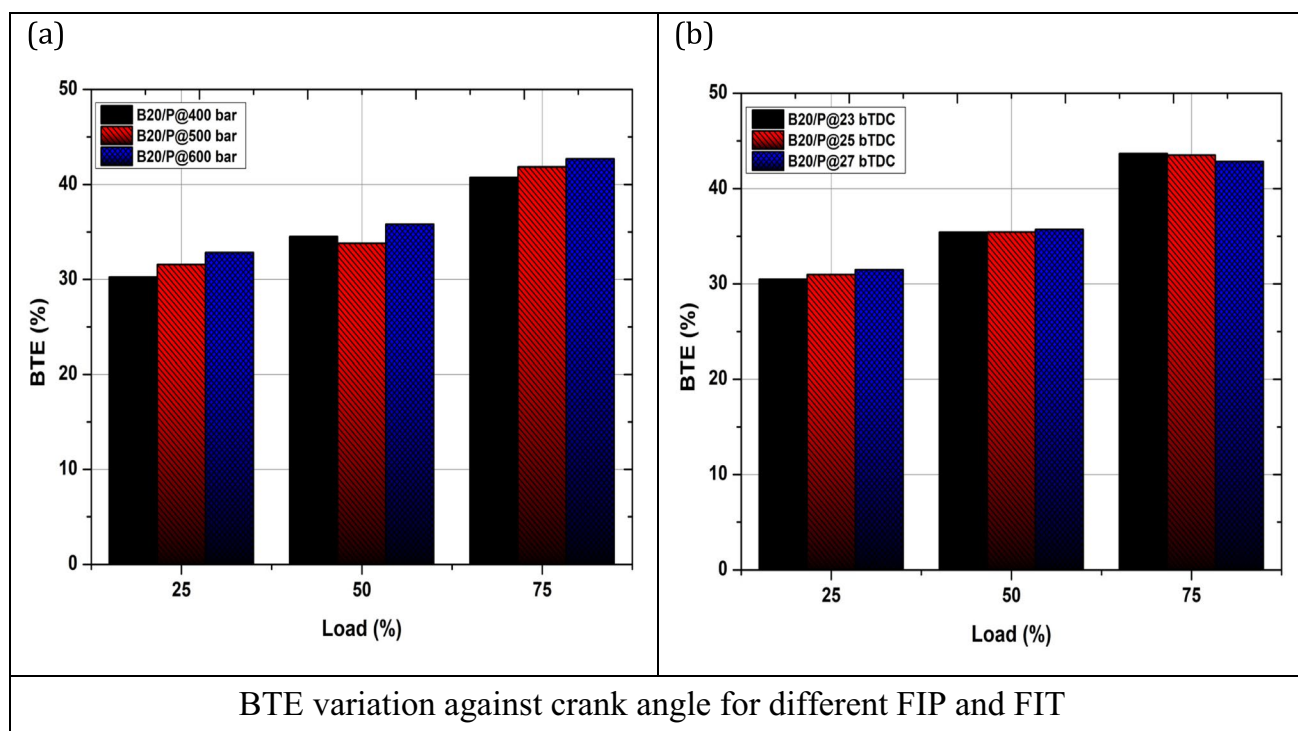 (a)
50
40
30
20
10
0
BTE (%)
B20/P@400 bar
B20/P@500 bar
B20/P@600 bar
25 50 75
Load (%)
(b)
50
40
30
20
10
0
BTE (%)
B20/P@23 bTDC
B20/P@25 bTDC
B20/P@27 bTDC
25 50 75
Load (%)
BTE variation against crank angle for different FIP and FIT